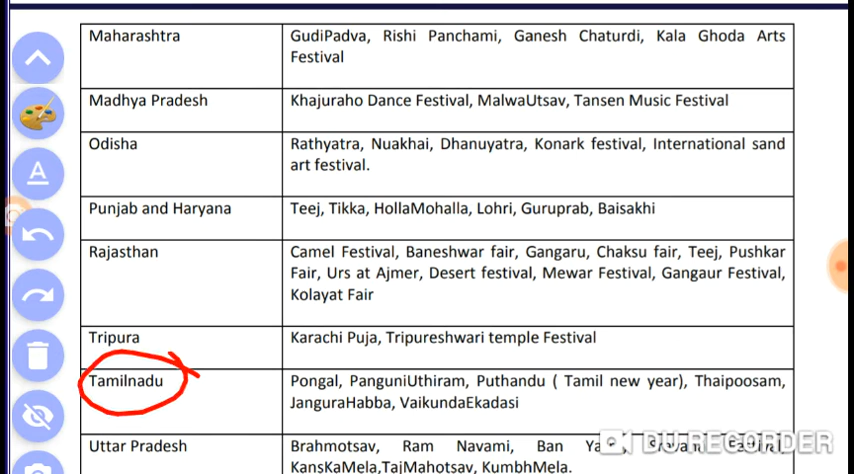 Maharashtra
GudiPadva, Rishi Panchami, Ganesh Chaturdi, Kala Ghoda Arts
Festival
Madhya Pradesh
Khajuraho Dance Festival, MalwaUtsav, Tansen Music Festival
Odisha
Rathyatra, Nuakhai, Dhanuyatra, Konark festival, International sand
art festival.
Punjab and Haryana
Teej, Tikka, HollaMohalla, Lohri, Guruprab, Baisakhi
Rajasthan
Camel Festival, Baneshwar fair, Gangaru, Chaksu fair, Teej, Pushkar
Fair, Urs at Ajmer, Desert festival, Mewar Festival, Gangaur Festival,
Kolayat Fair
Tripura
Karachi Puja, Tripureshwari temple Festival
Tamilnadu
Pongal, PanguniUthiram, Puthandu ( Tamil new year), Thaipoosam,
JanguraHabba, VaikundaEkadasi
Uttar Pradesh
Brahmotsav, Ram Navami, Ban
KansKaMela,TajMahotsav, KumbhMela.
DU RECORDER
A